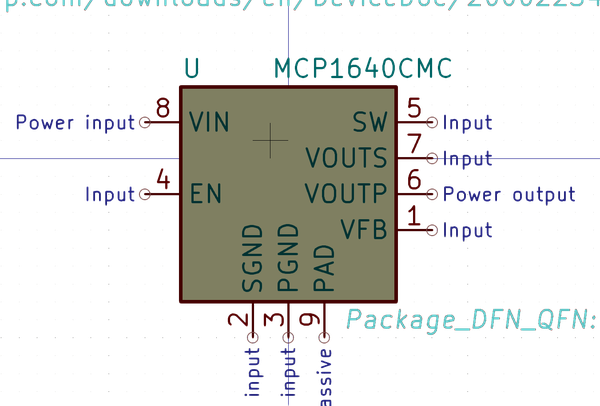 p.com/downloads/en/DeviceDoc/20002234
U MCP1640CMC
Power input 8 VIN SW 5 Input
VOUTS 7 Input
Input 4 EN VOUTP 6 Power output
VFB 1 Input
SGND PGND PAD
2 3 9
Package_DFN_QFN:
input input assive